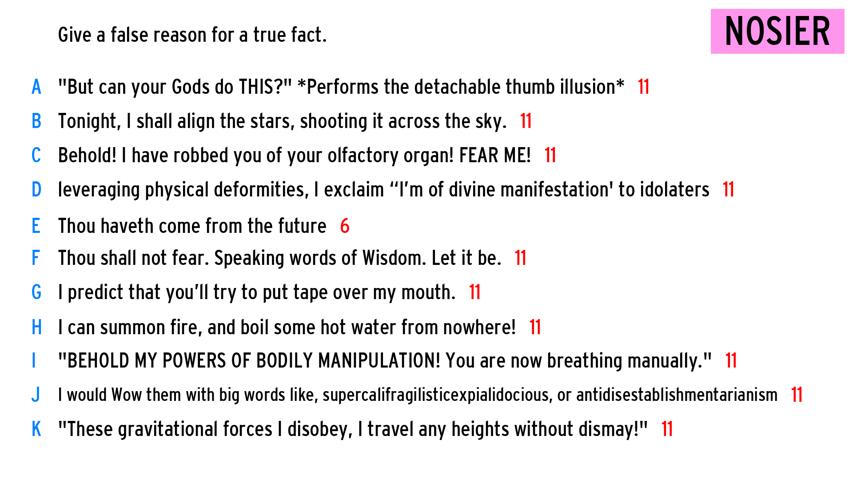 Give a false reason for a true fact.
NOSIER
A "But can your Gods do THIS?" *Performs the detachable thumb illusion* 11
B Tonight, I shall align the stars, shooting it across the sky. 11
C Behold! I have robbed you of your olfactory organ! FEAR ME! 11
D leveraging physical deformities, I exclaim “I’m of divine manifestation' to idolaters 11
E Thou haveth come from the future 6
F Thou shall not fear. Speaking words of Wisdom. Let it be. 11
G I predict that you’ll try to put tape over my mouth. 11
H I can summon fire, and boil some hot water from nowhere! 11
I "BEHOLD MY POWERS OF BODILY MANIPULATION! You are now breathing manually." 11
J I would Wow them with big words like, supercalifragilisticexpialidocious, or antidisestablishmentarianism 11
K "These gravitational forces I disobey, I travel any heights without dismay!" 11